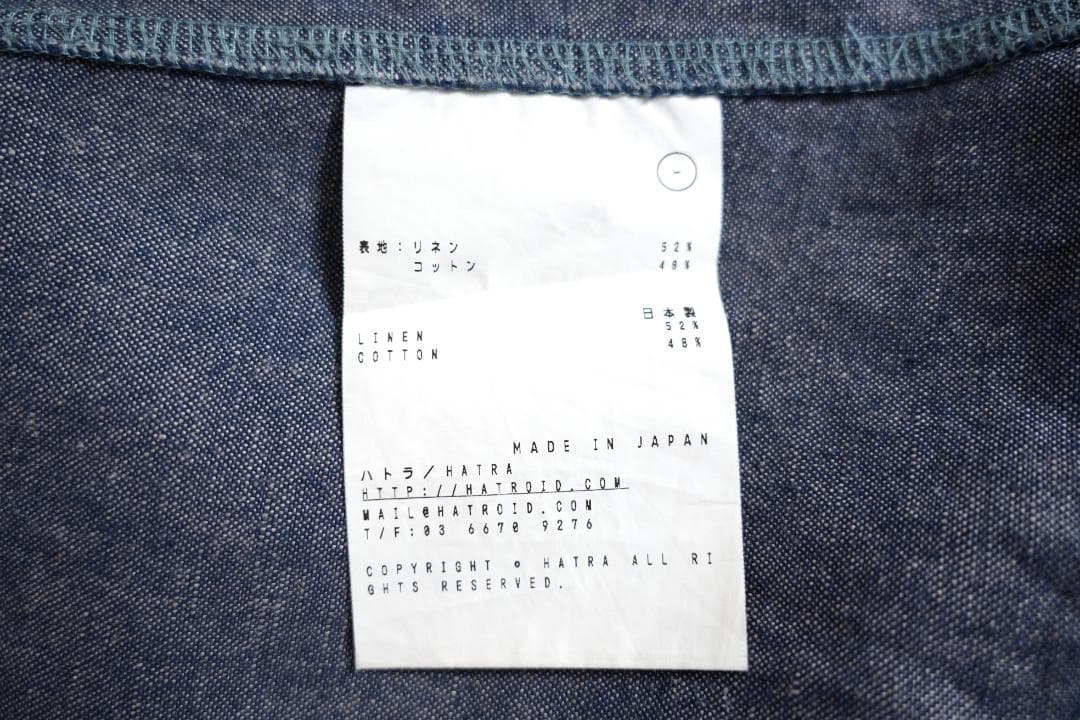 -
表地:リネン 52%
コットン 48%
日本製
LINEN 52%
COTTON 48%
MADE IN JAPAN
ハトラ/HATRA
HTTP://HATROID.COM
MAIL@HATROID.COM
T/F:03 6670 9276
COPYRIGHT © HATRA ALL RI
GHTS RESERVED.